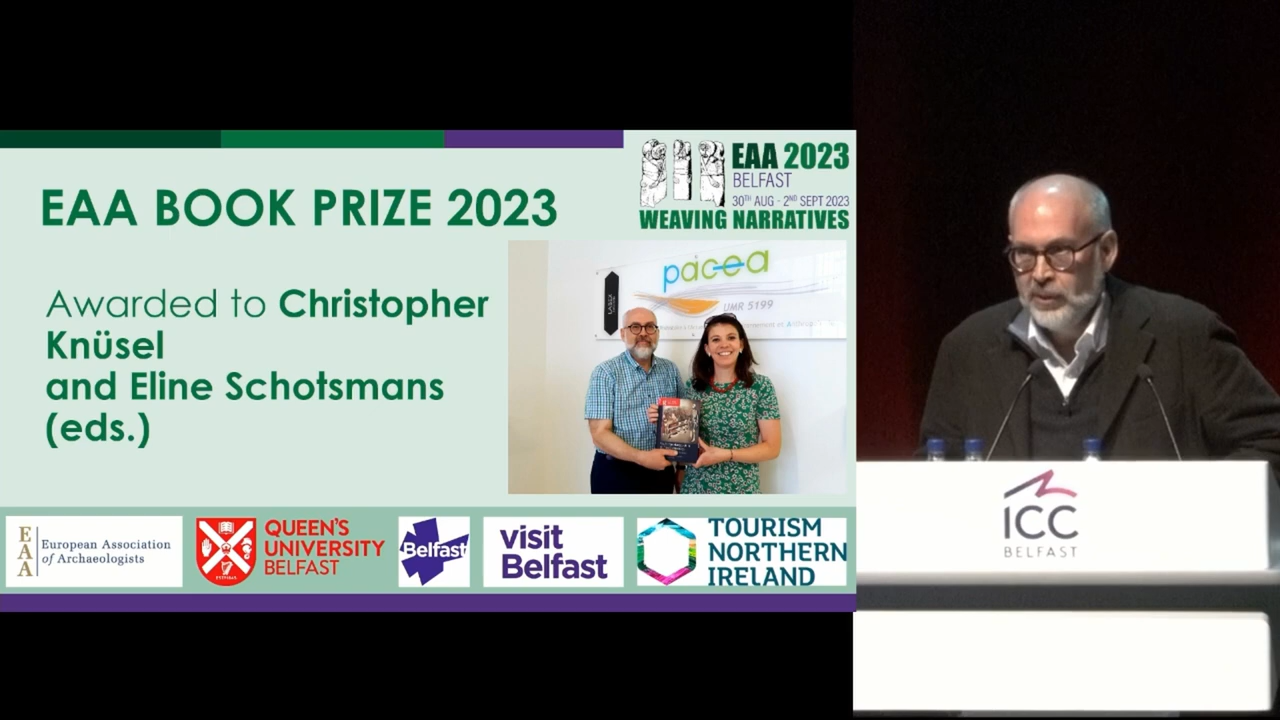 EAA BOOK PRIZE 2023
EAA 2023
BELFAST
30TH AUG - 2ND SEPT 2023
WEAVING NARRATIVES
Awarded to Christopher
Knüsel
and Eline Schotsmans
(eds.)
pacea
UMR 5199
EAA
European Association
of Archaeologists
QUEEN'S
UNIVERSITY
BELFAST
Belfast
visit
Belfast
TOURISM
NORTHERN
IRELAND
ICC
BELFAST